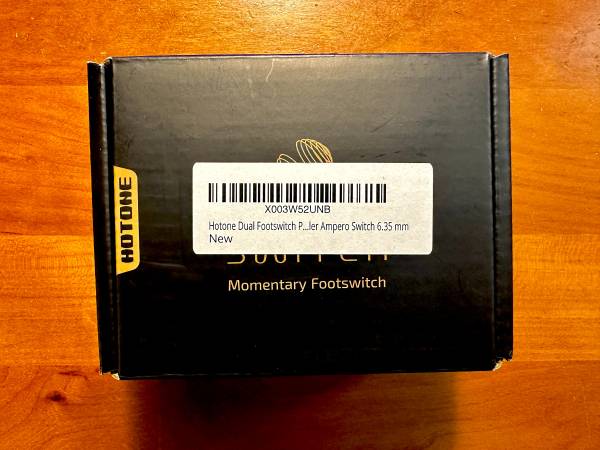 HOTONE
X003W52UNB
Hotone Dual Footswitch P...ler Ampero Switch 6.35 mm
New
Momentary Footswitch